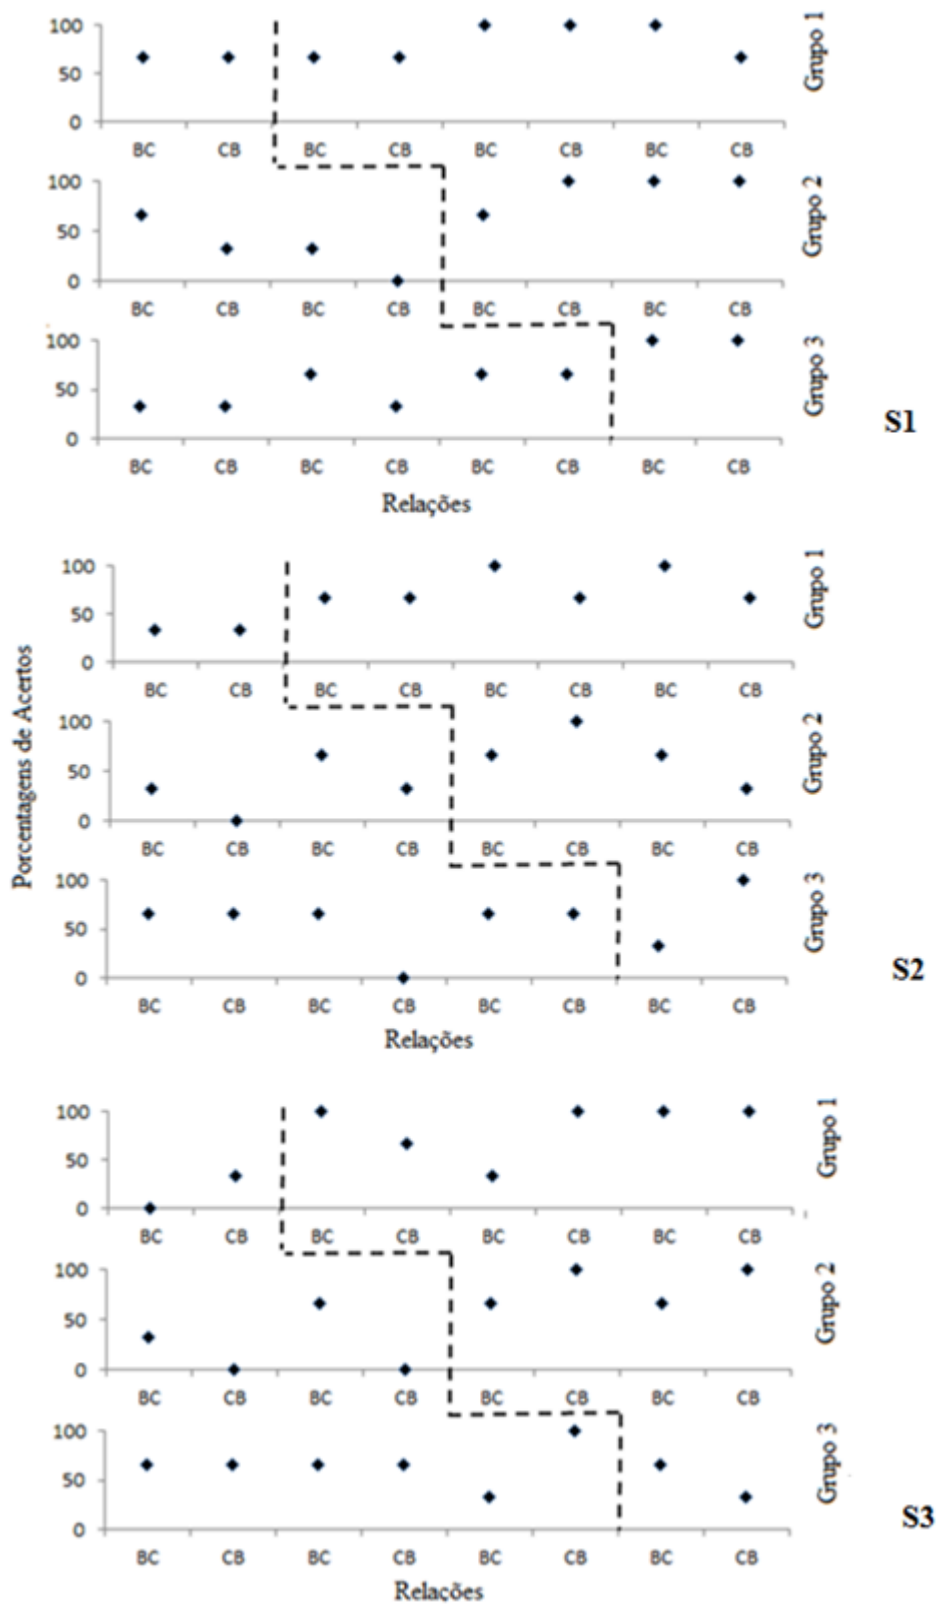 100
50
0
BC CB BC CB BC CB BC CB
Grupo 1
100
50
0
BC CB BC CB BC CB BC CB
Grupo 2
100
50
0
BC CB BC CB BC CB BC CB
Grupo 3
Relações
S1
Porcentagens de Acertos
100
50
0
BC CB BC CB BC CB BC CB
Grupo 1
100
50
0
BC CB BC CB BC CB BC CB
Grupo 2
100
50
0
BC CB BC CB BC CB BC CB
Grupo 3
Relações
S2
100
50
0
BC CB BC CB BC CB BC CB
Grupo 1
100
50
0
BC CB BC CB BC CB BC CB
Grupo 2
100
50
0
BC CB BC CB BC CB BC CB
Grupo 3
Relações
S3